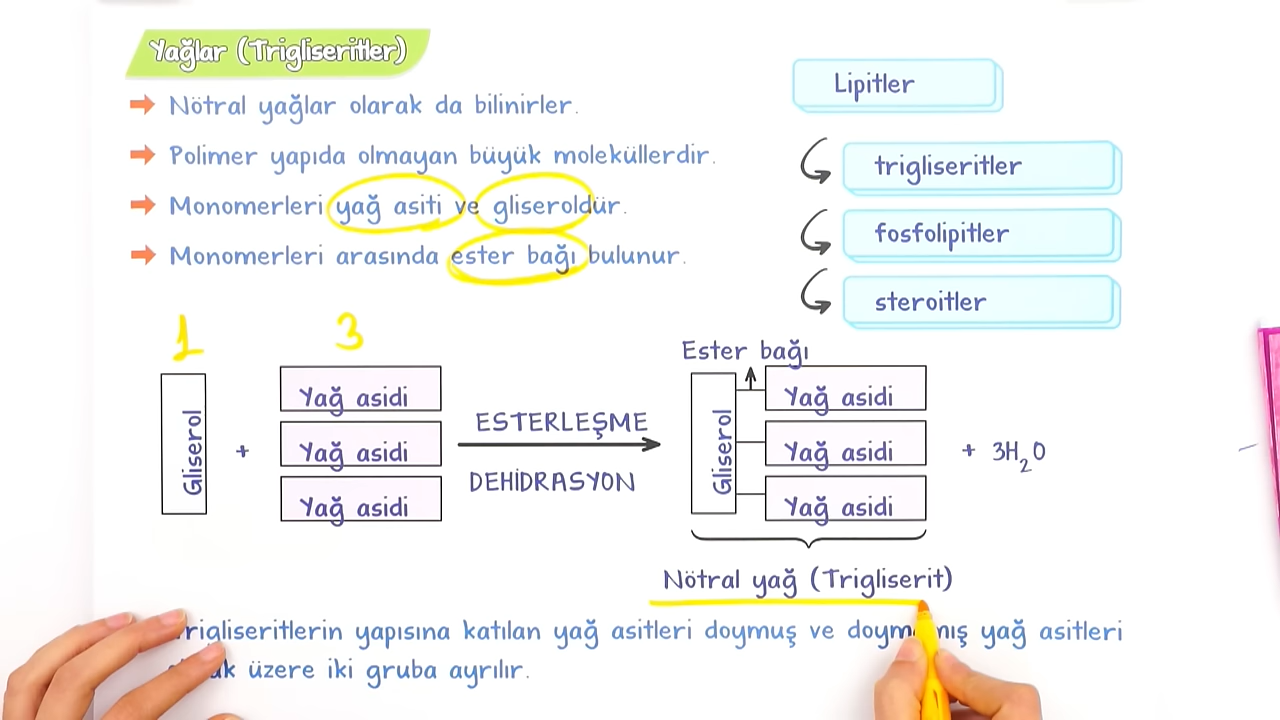 Yağlar (Trigliseritler)
Nötral yağlar olarak da bilinirler.
Polimer yapıda olmayan büyük moleküllerdir.
Monomerleri yağ asiti ve gliseroldür.
Monomerleri arasında ester bağı bulunur.
Lipitler
trigliseritler
fosfolipitler
steroitler
1
3
Gliserol
+
Yağ asidi
Yağ asidi
Yağ asidi
ESTERLEŞME
DEHİDRASYON
Ester bağı
Gliserol
Yağ asidi
Yağ asidi
Yağ asidi
+ 3H₂O
Nötral yağ (Trigliserit)
rigliseritlerin yapısına katılan yağ asitleri doymuş ve yağ asitleri
üzere iki gruba ayrılır.